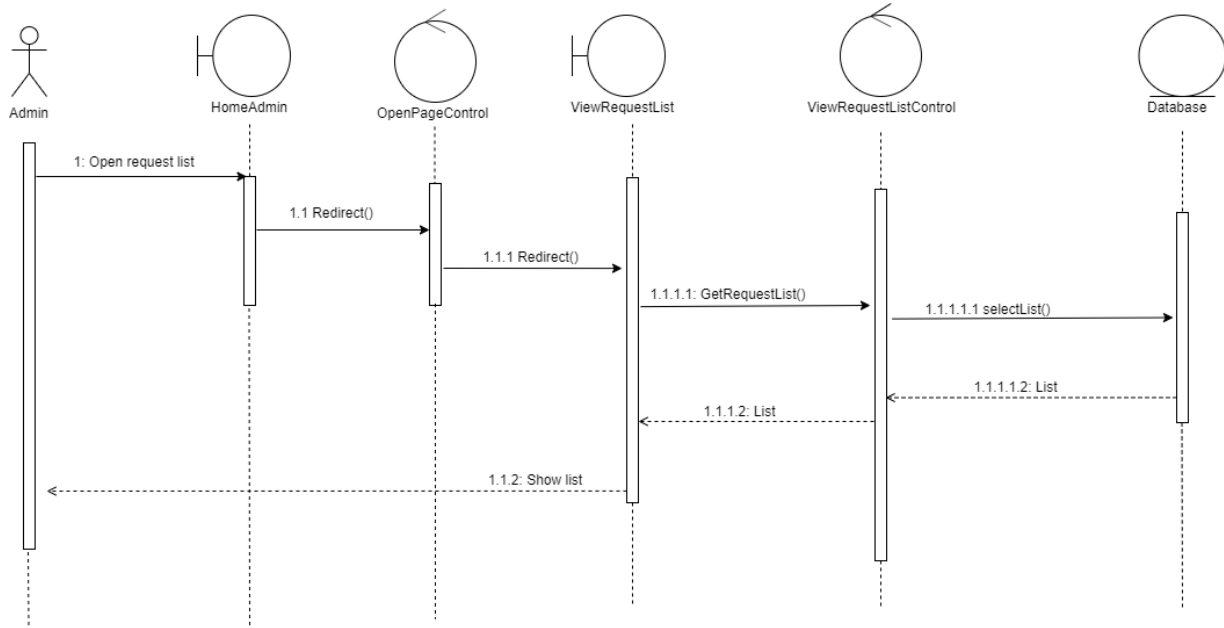 Admin
HomeAdmin
OpenPageControl
ViewRequestList
ViewRequestListControl
Database
1: Open request list
1.1 Redirect()
1.1.1 Redirect()
1.1.1.1: GetRequestList()
1.1.1.1.1 selectList()
1.1.1.1.2: List
1.1.1.2: List
1.1.2: Show list